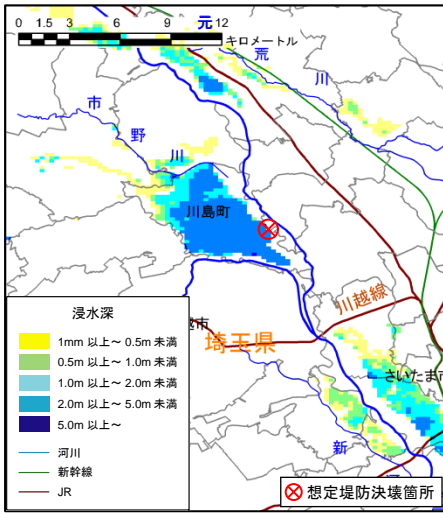 0 1.5 3 6 9 12
キロメートル
元
荒
川
市
野
川
川島町
川越線
越市
埼玉県
さいたま市
新
浸水深
1mm 以上～ 0.5m 未満
0.5m 以上～ 1.0m 未満
1.0m 以上～ 2.0m 未満
2.0m 以上～ 5.0m 未満
5.0m 以上～
河川
新幹線
JR
想定堤防決壊箇所